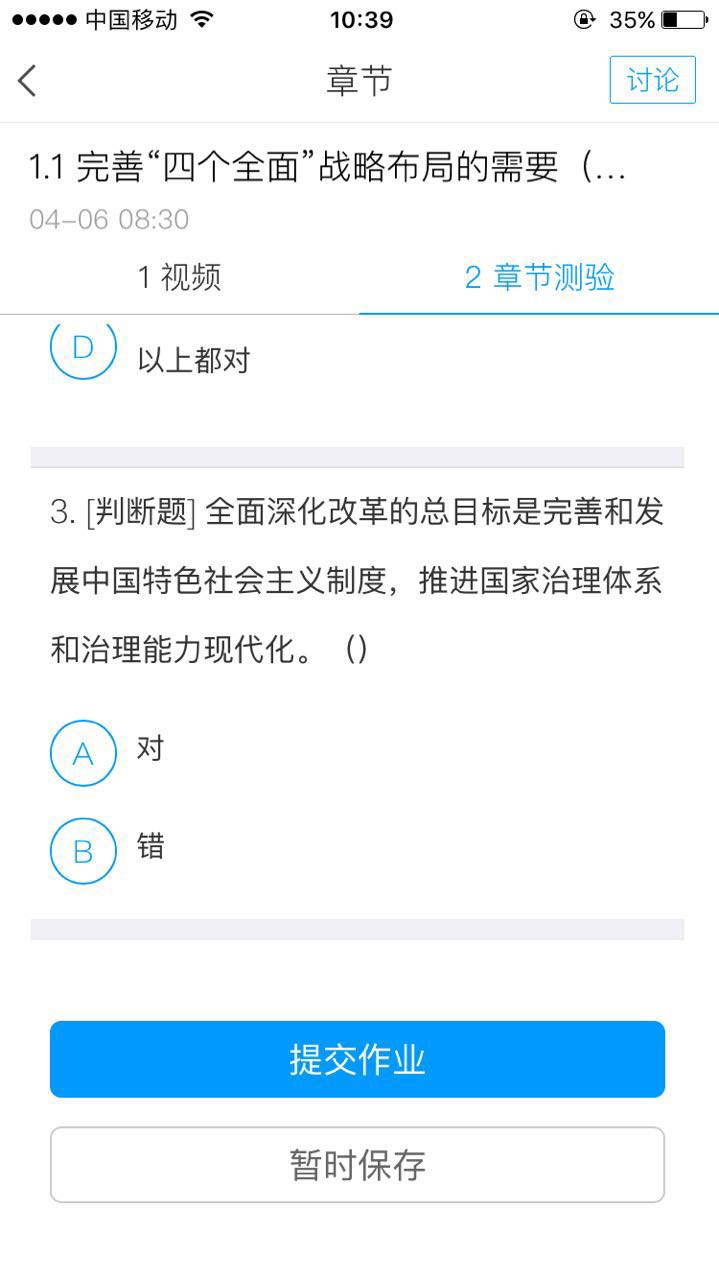 中国移动 10:39 35%
章节 讨论
1.1 完善“四个全面”战略布局的需要（...
04-06 08:30
1 视频 2 章节测验
D 以上都对
3. [判断题] 全面深化改革的总目标是完善和发
展中国特色社会主义制度，推进国家治理体系
和治理能力现代化。（）
A 对
B 错
提交作业
暂时保存